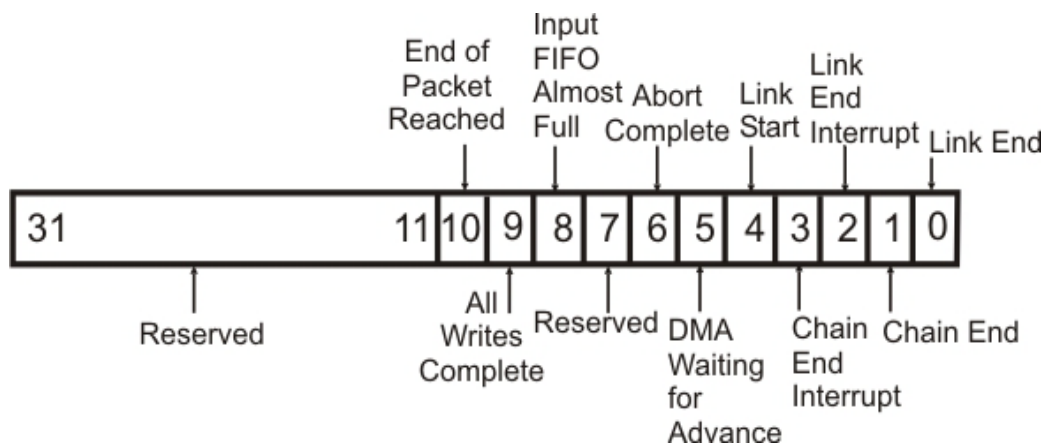 End of
Packet
Reached
Input
FIFO
Almost
Full
Abort
Complete
Link
Start
Link
End
Interrupt
Link End
31 11 10 9 8 7 6 5 4 3 2 1 0
Reserved
All
Writes
Complete
Reserved
DMA
Waiting
for
Advance
Chain
End
Interrupt
Chain End